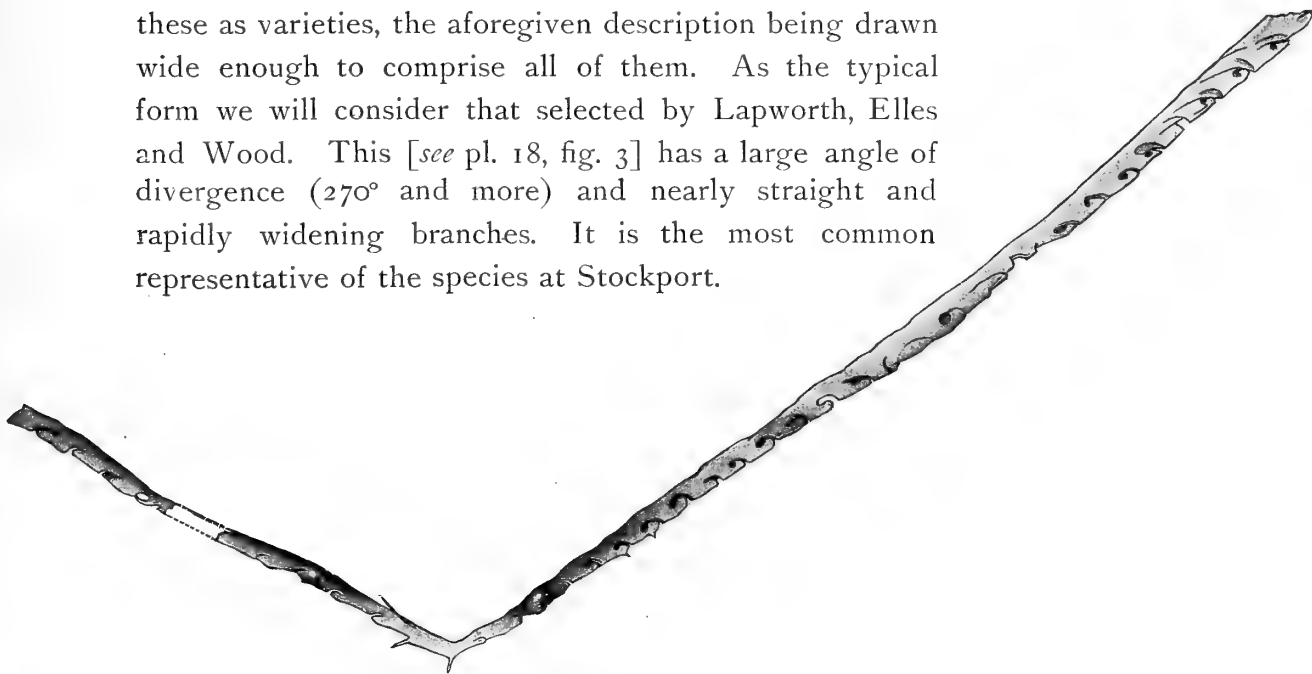 these as varieties, the aforegiven description being drawn
wide enough to comprise all of them. As the typical
form we will consider that selected by Lapworth, Elles
and Wood. This [see pl. 18, fig. 3] has a large angle of
divergence (270° and more) and nearly straight and
rapidly widening branches. It is the most common
representative of the species at Stockport.